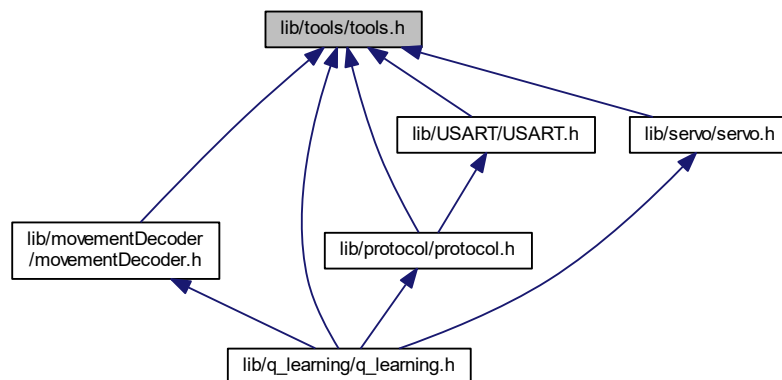 lib/tools/tools.h
lib/USART/USART.h
lib/servo/servo.h
lib/movementDecoder
/movementDecoder.h
lib/protocol/protocol.h
lib/q_learning/q_learning.h